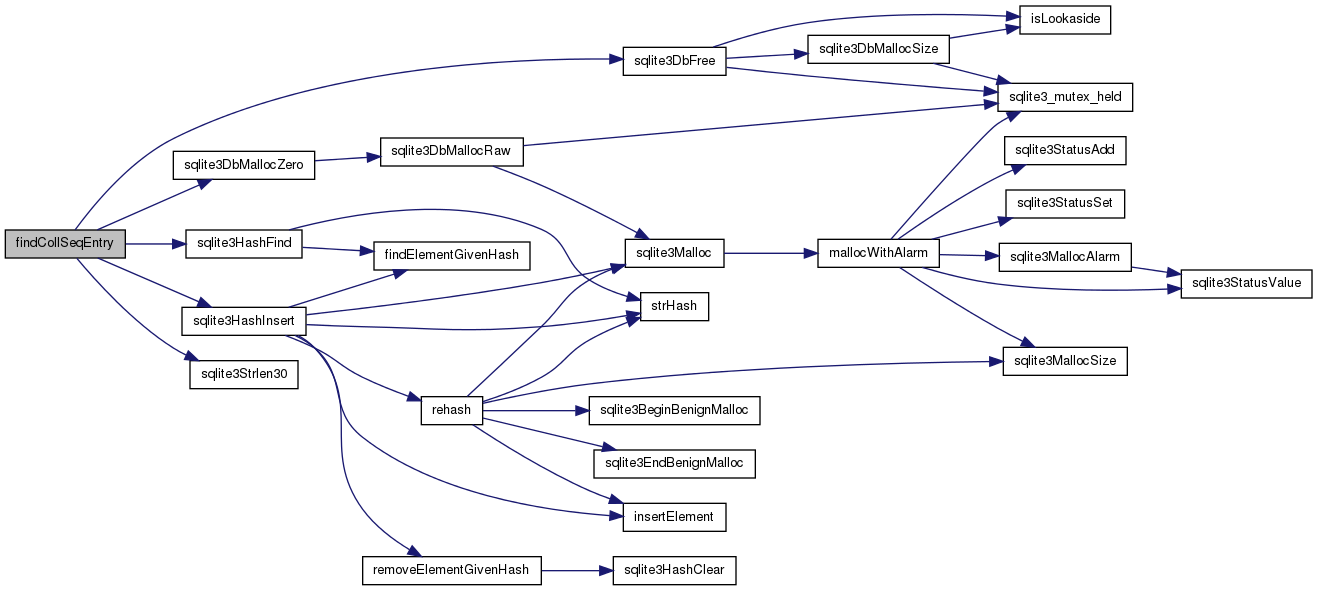 isLookaside
sqlite3DbMallocSize
sqlite3DbFree
sqlite3_mutex_held
sqlite3StatusAdd
sqlite3DbMallocRaw
sqlite3DbMallocZero
sqlite3StatusSet
findCollSeqEntry
sqlite3HashFind
findElementGivenHash
sqlite3Malloc
mallocWithAlarm
sqlite3MallocAlarm
sqlite3StatusValue
strHash
sqlite3HashInsert
sqlite3MallocSize
sqlite3Strlen30
rehash
sqlite3BeginBenignMalloc
sqlite3EndBenignMalloc
insertElement
removeElementGivenHash
sqlite3HashClear